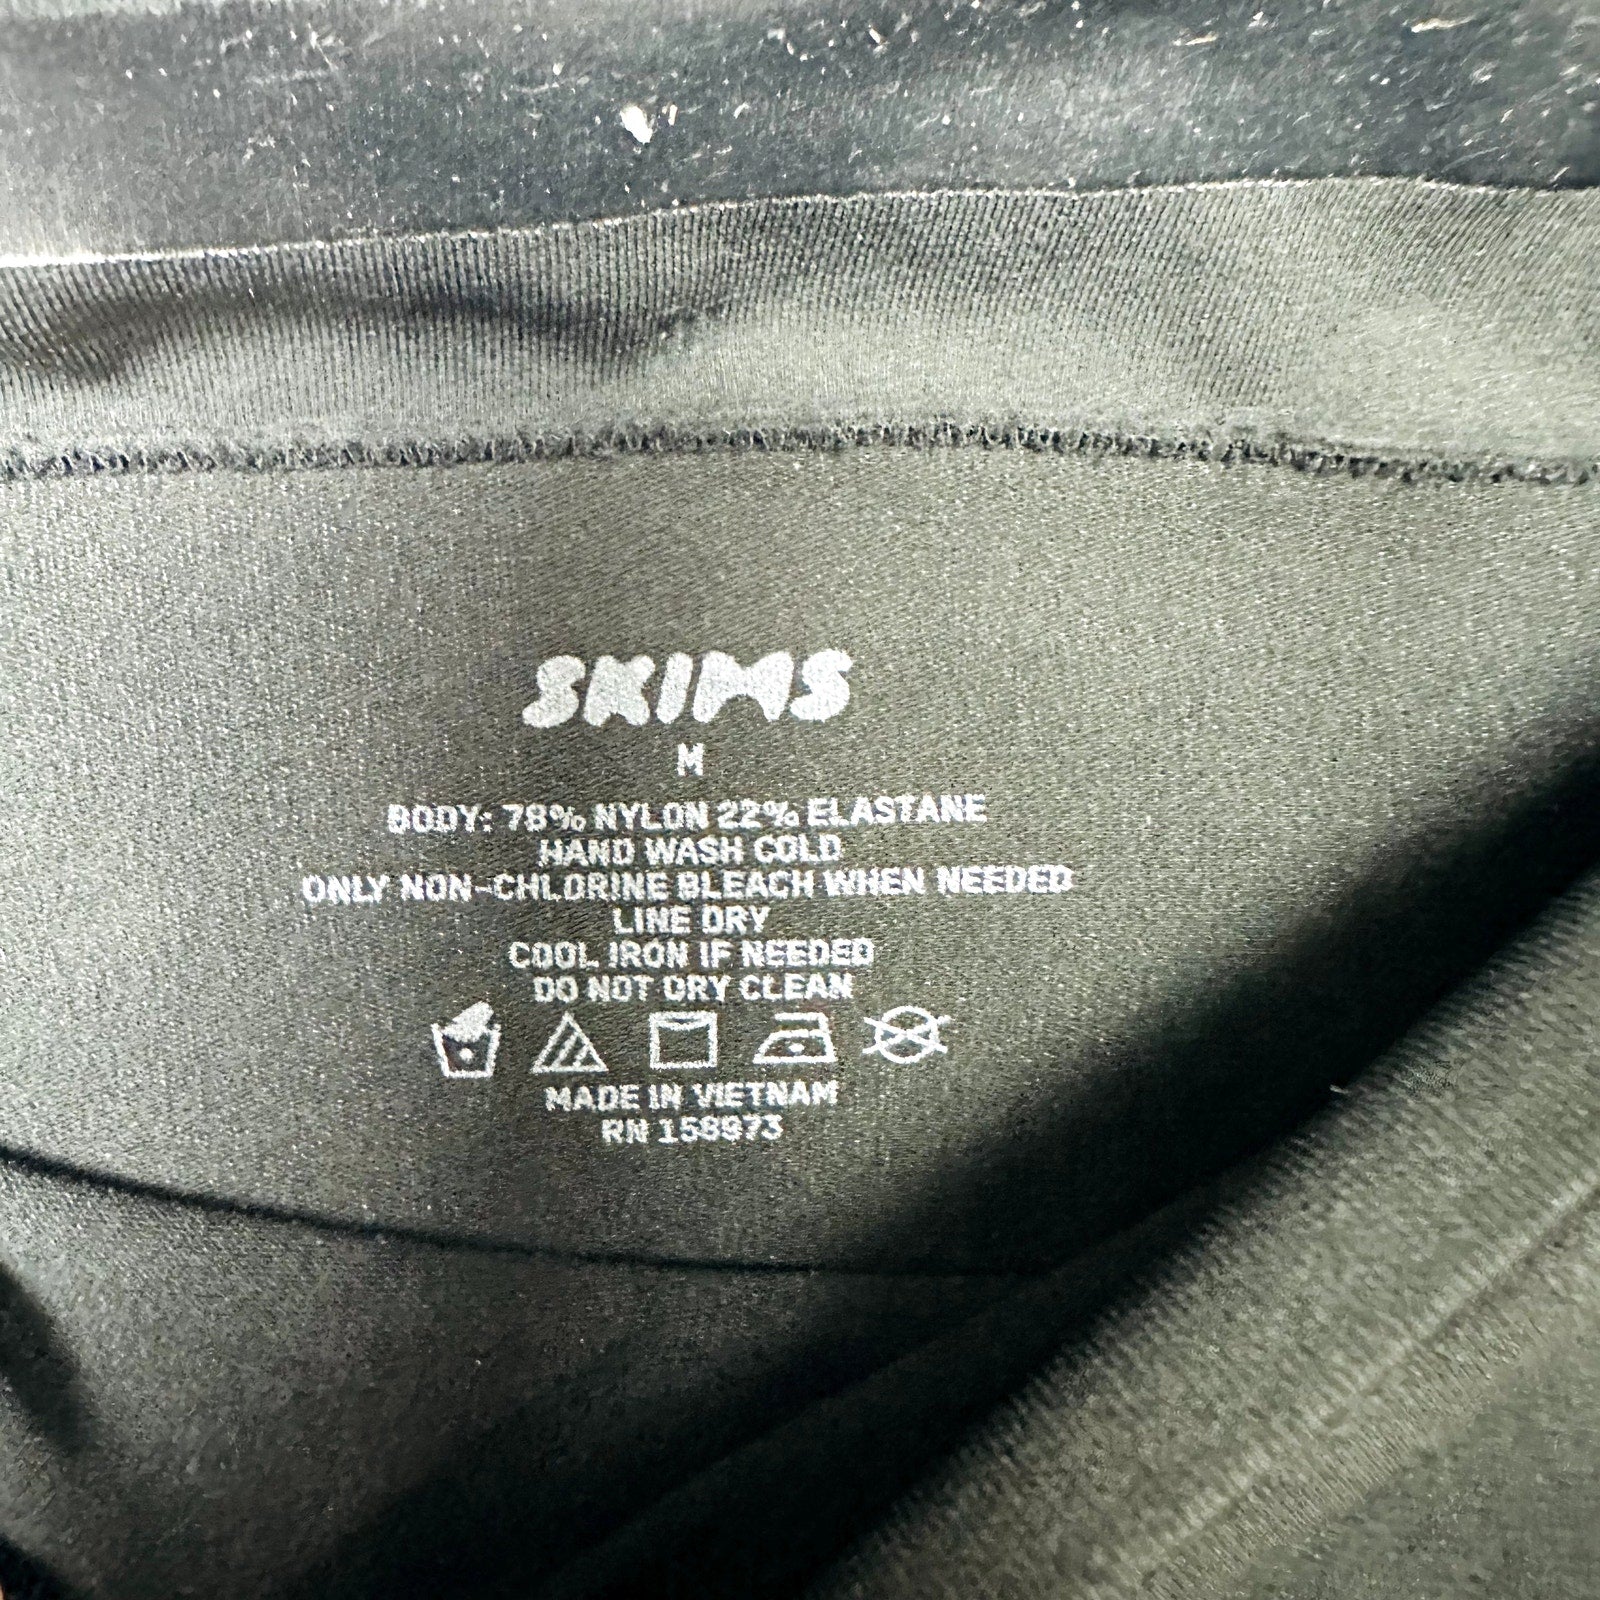 SKIMS
M
BODY: 78% NYLON 22% ELASTANE
HAND WASH COLD
ONLY NON-CHLORINE BLEACH WHEN NEEDED
LINE DRY
COOL IRON IF NEEDED
DO NOT DRY CLEAN
MADE IN VIETNAM
RN 158973